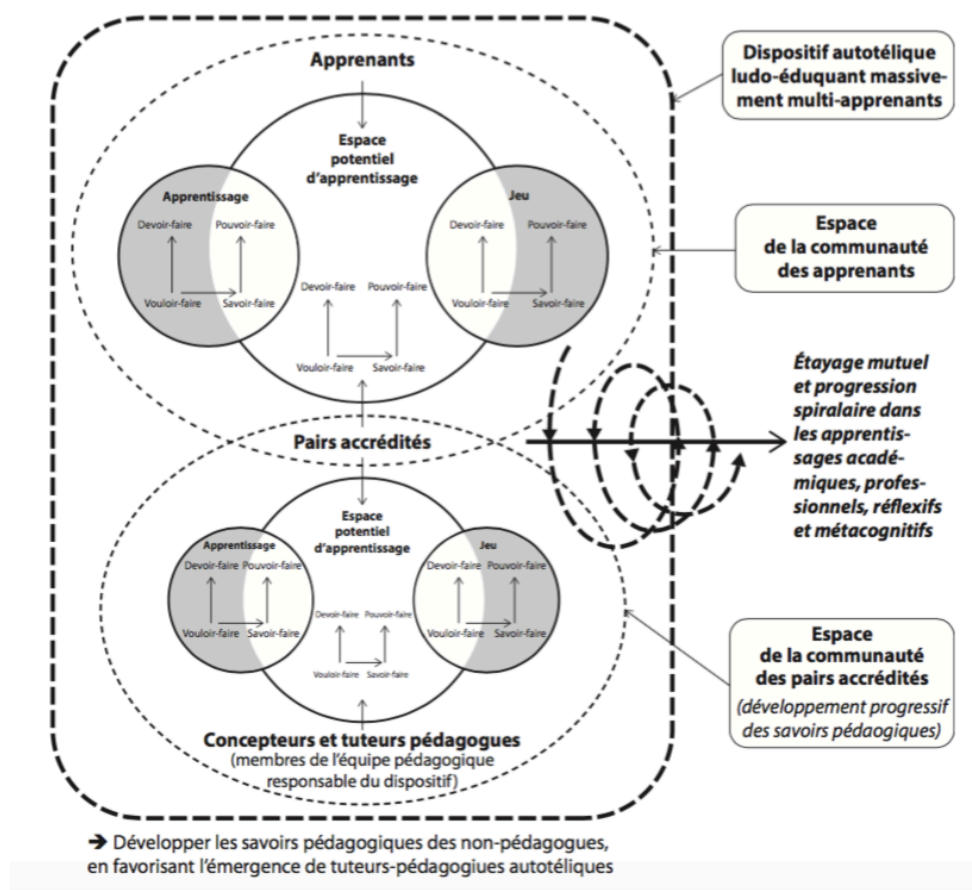 Apprenants
Espace
potentiel
d'apprentissage
Apprentissage
Devoir-faire Pouvoir-faire
Vouloir-faire Savoir-faire
Jeu
Devoir-faire Pouvoir-faire
Vouloir-faire Savoir-faire
Devoir-faire Pouvoir-faire
Vouloir-faire Savoir-faire
Pairs accrédités
Espace
potentiel
d'apprentissage
Apprentissage
Devoir-faire Pouvoir-faire
Vouloir-faire Savoir-faire
Jeu
Devoir-faire Pouvoir-faire
Vouloir-faire Savoir-faire
Devoir-faire Pouvoir-faire
Vouloir-faire Savoir-faire
Concepteurs et tuteurs pédagogues
(membres de l'équipe pédagogique
responsable du dispositif)
Dispositif autotélique
ludo-éduquant massive-
ment multi-apprenants
Espace
de la communauté
des apprenants
Étayage mutuel
et progression
spiralaire dans
les apprentis-
sages acadé-
miques, profes-
sionnels, réflexifs
et métacognitifs
Espace
de la communauté
des pairs accrédités
(développement progressif
des savoirs pédaogiques)
➔ Développer les savoirs pédagogiques des non-pédagogues,
en favorisant l'émergence de tuteurs-pédagogiues autotéliques